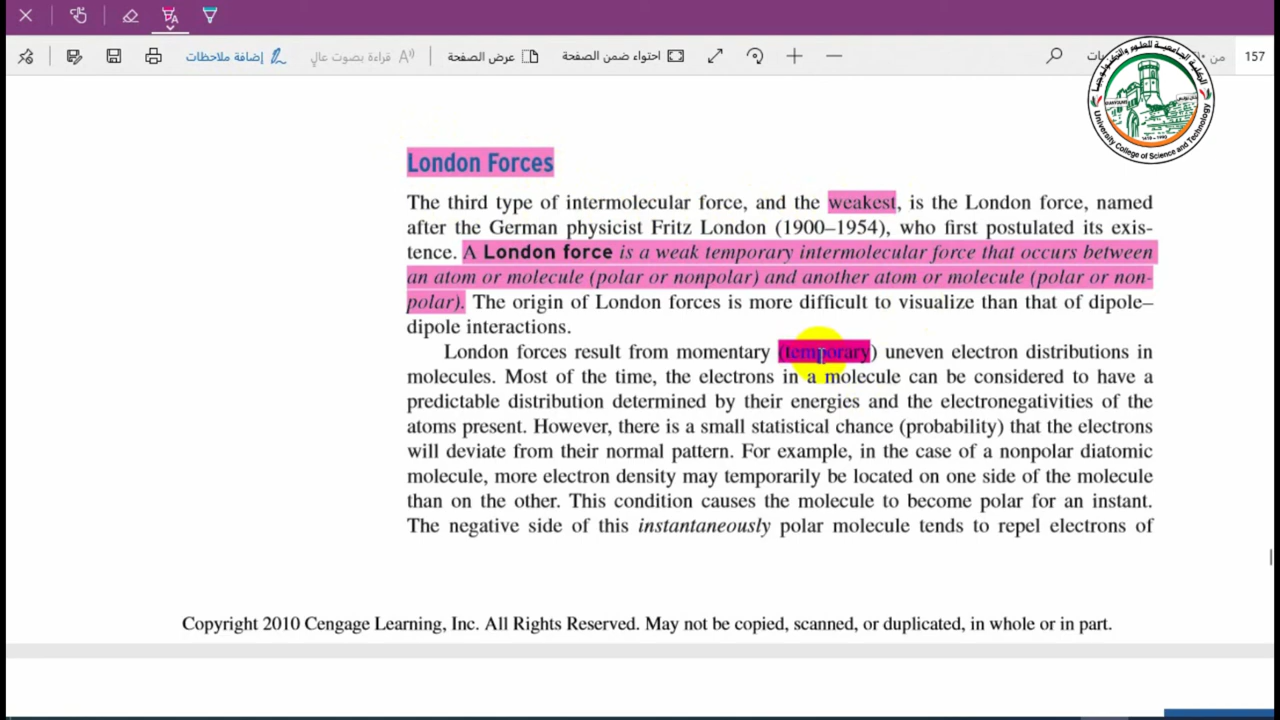 إضافة ملاحظات
قراءة بصوت عالٍ
عرض الصفحة
احتواء ضمن الصفحة
من
157
الكلية الجامعية للعلوم والتكنولوجيا
University College of Science and Technology
London Forces
The third type of intermolecular force, and the weakest, is the London force, named
after the German physicist Fritz London (1900–1954), who first postulated its exis-
tence. A London force is a weak temporary intermolecular force that occurs between
an atom or molecule (polar or nonpolar) and another atom or molecule (polar or non-
polar). The origin of London forces is more difficult to visualize than that of dipole–
dipole interactions.
London forces result from momentary (temporary) uneven electron distributions in
molecules. Most of the time, the electrons in a molecule can be considered to have a
predictable distribution determined by their energies and the electronegativities of the
atoms present. However, there is a small statistical chance (probability) that the electrons
will deviate from their normal pattern. For example, in the case of a nonpolar diatomic
molecule, more electron density may temporarily be located on one side of the molecule
than on the other. This condition causes the molecule to become polar for an instant.
The negative side of this instantaneously polar molecule tends to repel electrons of
Copyright 2010 Cengage Learning, Inc. All Rights Reserved. May not be copied, scanned, or duplicated, in whole or in part.